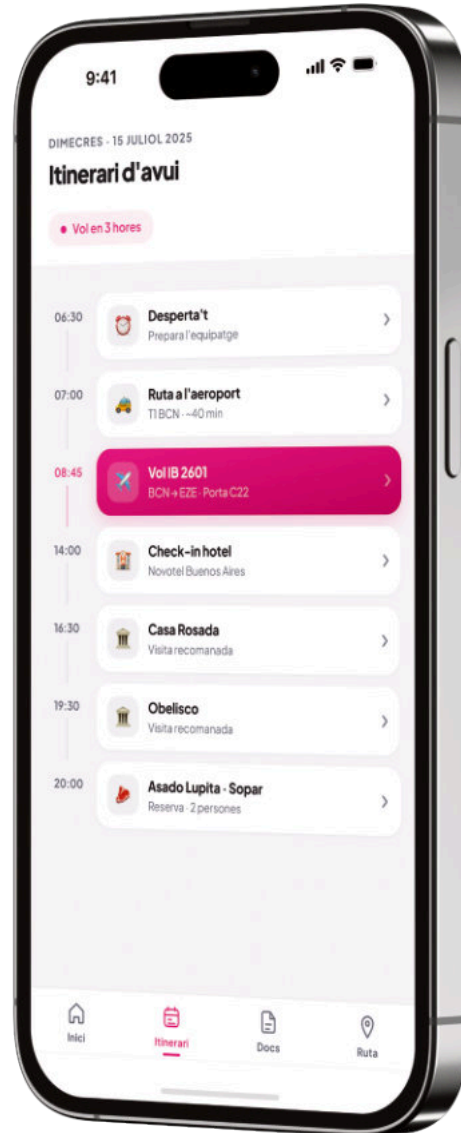 9:41
DIMECRES · 15 JULIOL 2025
Itinerari d'avui
Vol en 3 hores
06:30
Desperta't
Prepara l'equipatge
07:00
Ruta a l'aeroport
T1 BCN · ~40 min
08:45
Vol IB 2601
BCN → EZE · Porta C22
14:00
Check-in hotel
Novotel Buenos Aires
16:30
Casa Rosada
Visita recomanada
19:30
Obelisco
Visita recomanada
20:00
Asado Lupita · Sopar
Reserva · 2 persones
Inici
Itinerari
Docs
Ruta